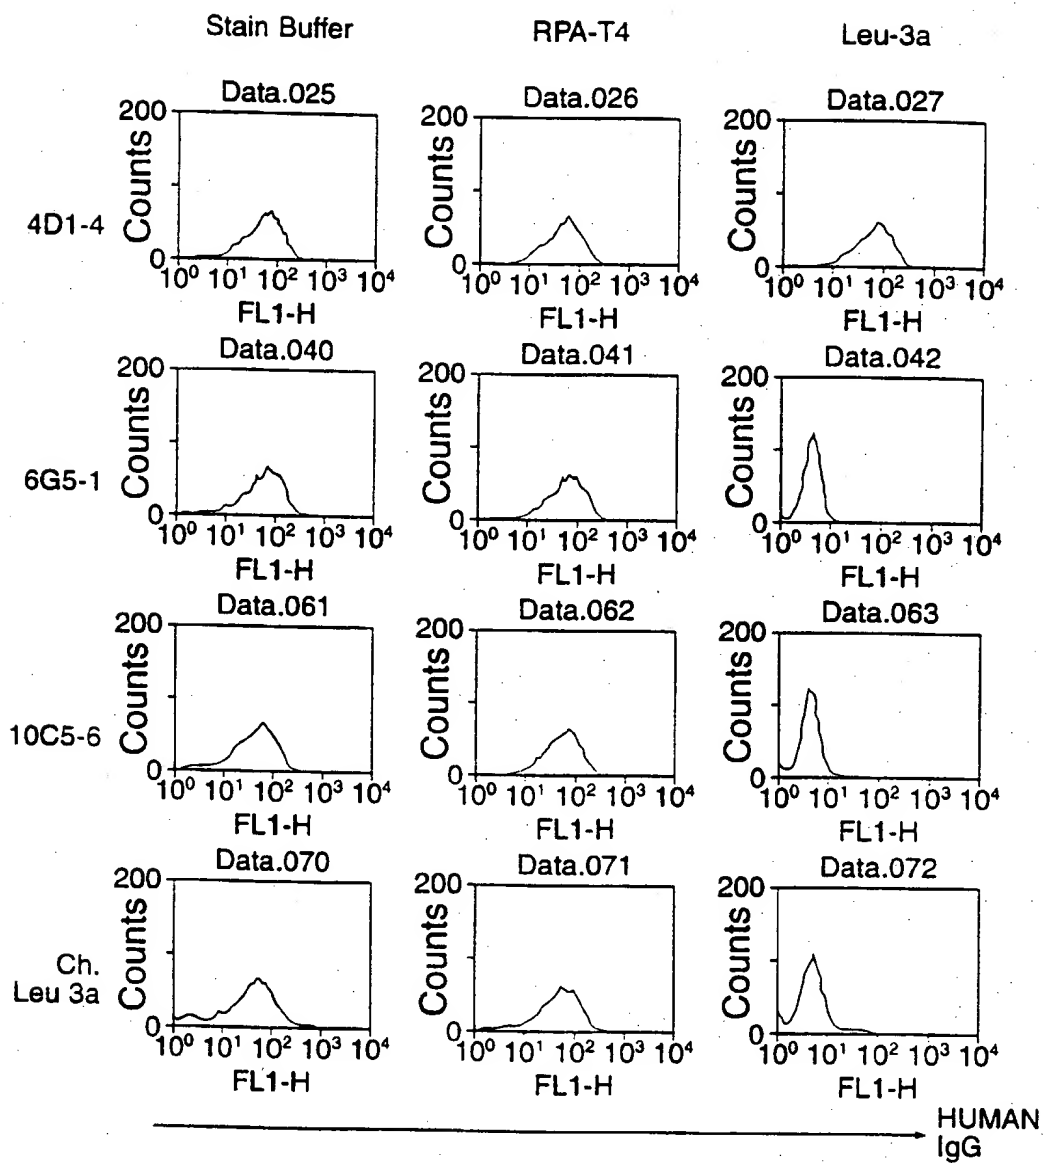 Stain Buffer RPA-T4 Leu-3a
Data.025 Data.026 Data.027
200 200 200
Counts Counts Counts
4D1-4
0 0 0
10⁰ 10¹ 10² 10³ 10⁴ 10⁰ 10¹ 10² 10³ 10⁴ 10⁰ 10¹ 10² 10³ 10⁴
FL1-H FL1-H FL1-H
Data.040 Data.041 Data.042
200 200 200
Counts Counts Counts
6G5-1
0 0 0
10⁰ 10¹ 10² 10³ 10⁴ 10⁰ 10¹ 10² 10³ 10⁴ 10⁰ 10¹ 10² 10³ 10⁴
FL1-H FL1-H FL1-H
Data.061 Data.062 Data.063
200 200 200
Counts Counts Counts
10C5-6
0 0 0
10⁰ 10¹ 10² 10³ 10⁴ 10⁰ 10¹ 10² 10³ 10⁴ 10⁰ 10¹ 10² 10³ 10⁴
FL1-H FL1-H FL1-H
Data.070 Data.071 Data.072
200 200 200
Counts Counts Counts
Ch.
Leu 3a
0 0 0
10⁰ 10¹ 10² 10³ 10⁴ 10⁰ 10¹ 10² 10³ 10⁴ 10⁰ 10¹ 10² 10³ 10⁴
FL1-H FL1-H FL1-H
HUMAN
IgG